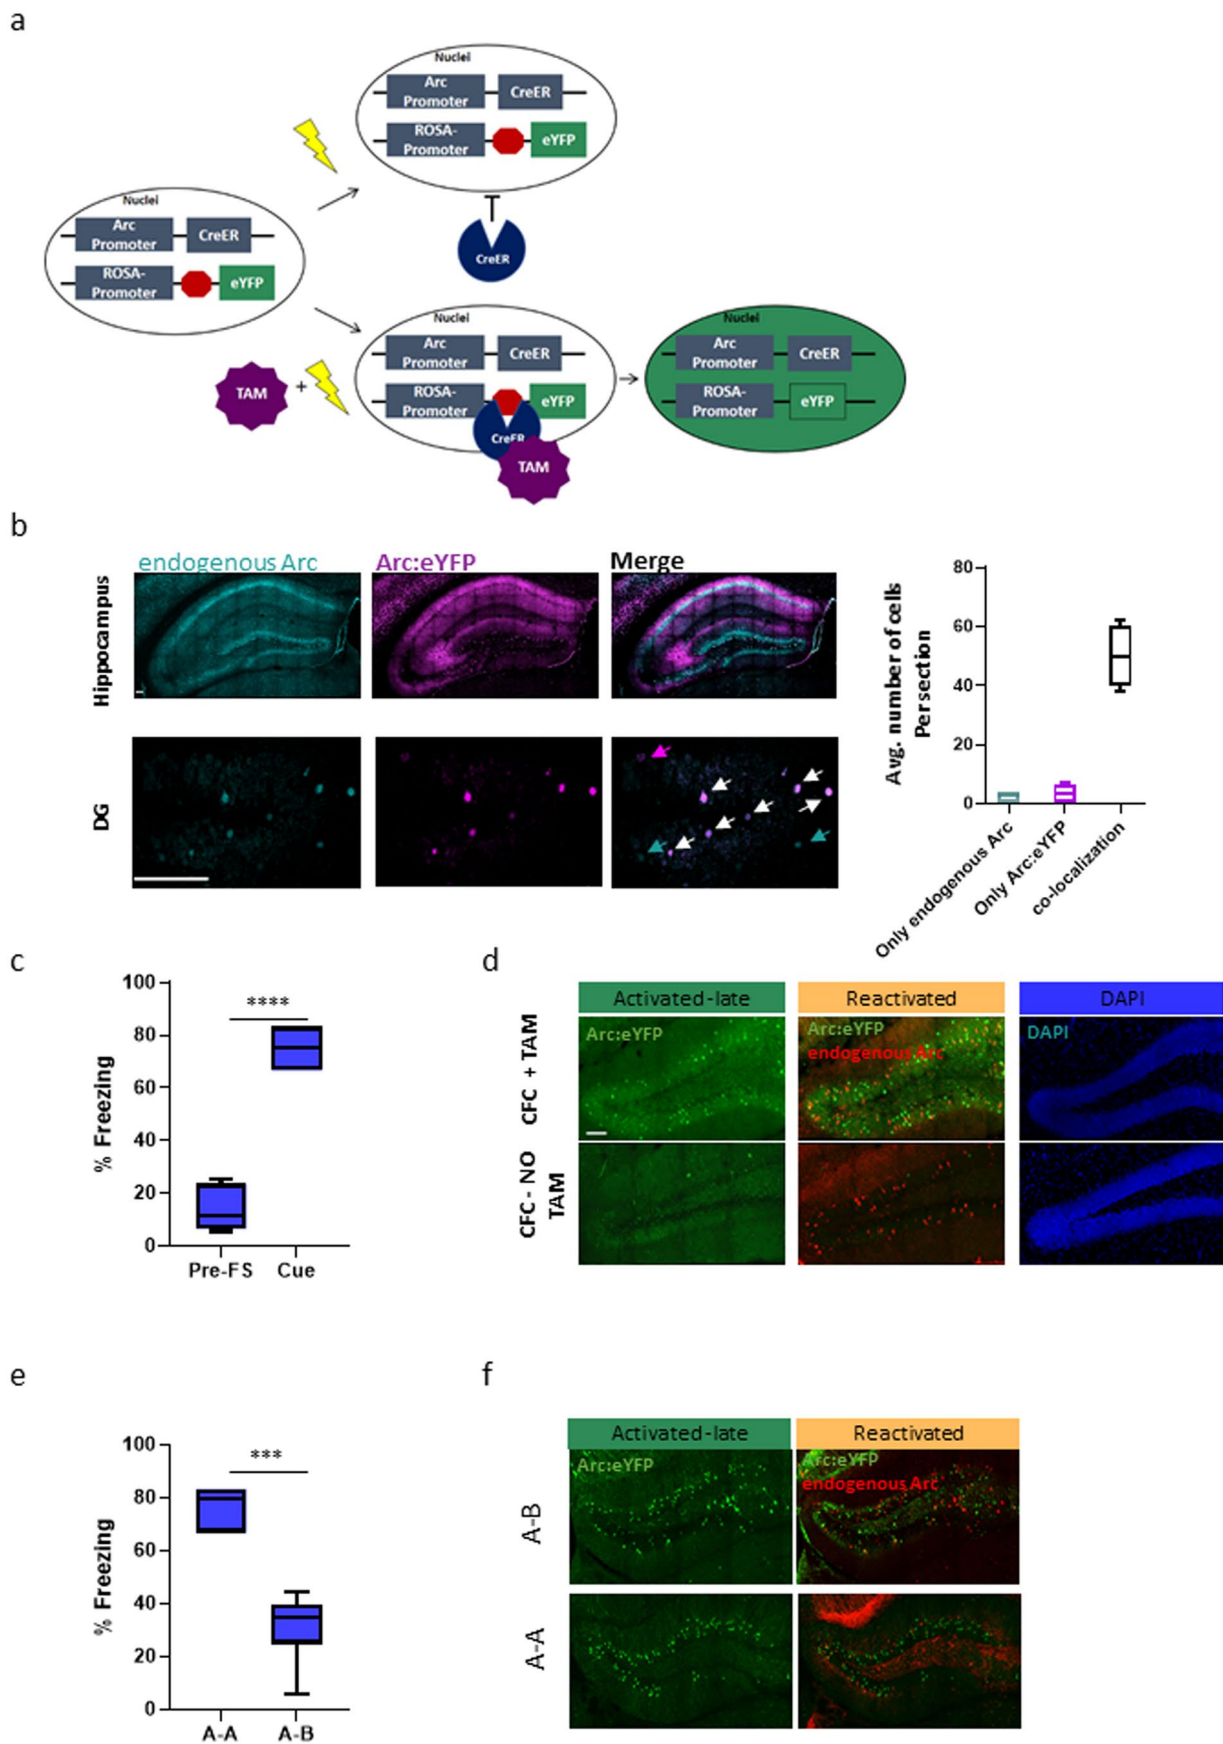 a
Nuclei
Arc
Promoter
CreER
ROSA-
Promoter
eYFP
Nuclei
Arc
Promoter
CreER
ROSA-
Promoter
eYFP
CreER
TAM
+
Nuclei
Arc
Promoter
CreER
ROSA-
Promoter
eYFP
CreER
TAM
Nuclei
Arc
Promoter
CreER
ROSA-
Promoter
eYFP
b
endogenous Arc
Arc:eYFP
Merge
Hippocampus
DG
Avg. number of cells
Per section
80
60
40
20
0
Only endogenous Arc
Only Arc:eYFP
co-localization
c
% Freezing
100
80
60
40
20
0
****
Pre-FS
Cue
d
Activated-late
Reactivated
DAPI
CFC + TAM
Arc:eYFP
Arc:eYFP
endogenous Arc
DAPI
CFC - NO
TAM
e
% Freezing
100
80
60
40
20
0
***
A-A
A-B
f
Activated-late
Reactivated
A-B
Arc:eYFP
Arc:eYFP
endogenous Arc
A-A